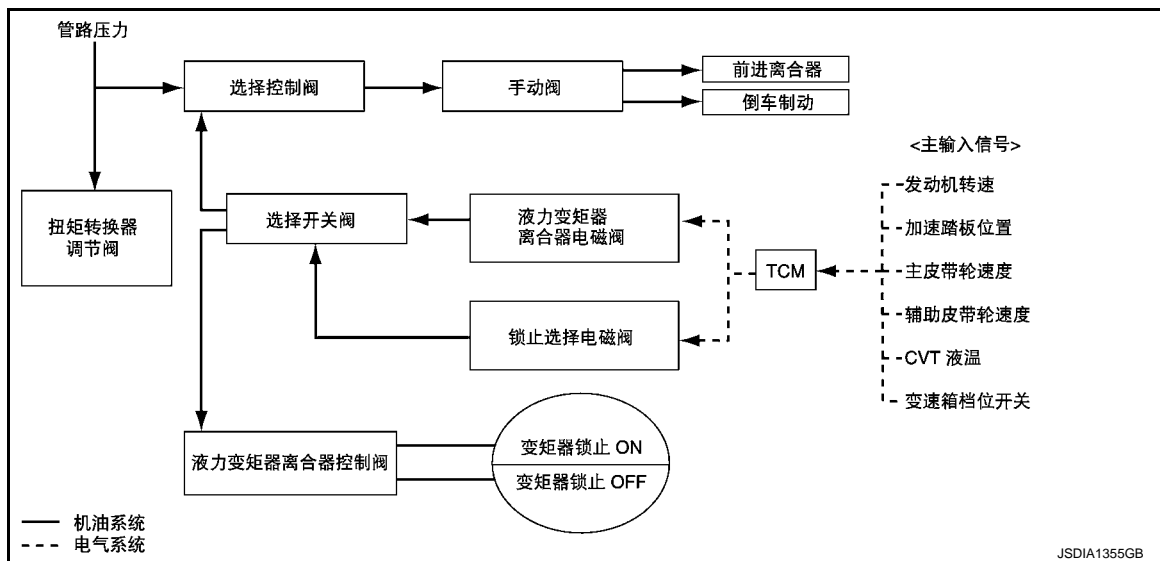 管路压力
选择控制阀
手动阀
前进离合器
倒车制动
<主输入信号>
发动机转速
加速踏板位置
主皮带轮速度
辅助皮带轮速度
CVT 液温
变速箱档位开关
扭矩转换器
调节阀
选择开关阀
液力变矩器
离合器电磁阀
TCM
锁止选择电磁阀
液力变矩器离合器控制阀
变矩器锁止 ON
变矩器锁止 OFF
机油系统
电气系统
JSDIA1355GB